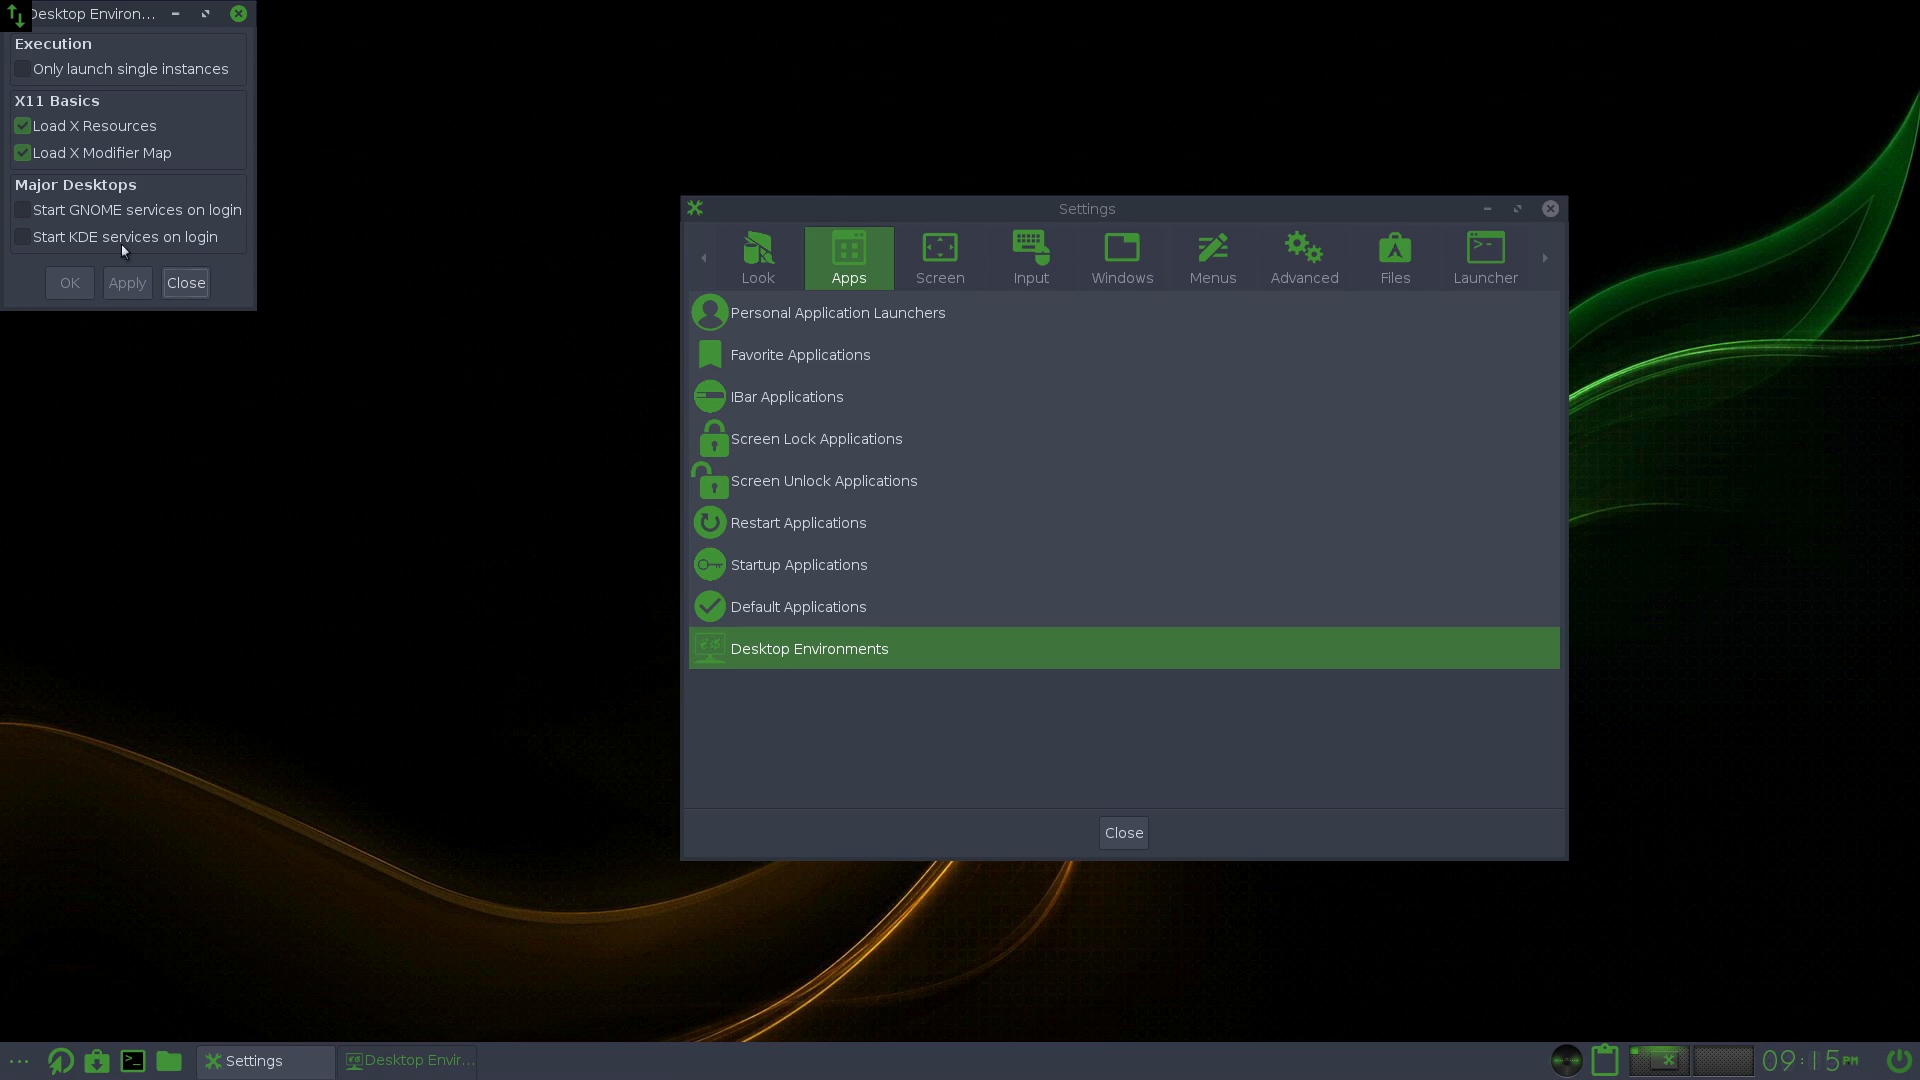 Desktop Environ...
Execution
Only launch single instances
X11 Basics
Load X Resources
Load X Modifier Map
Major Desktops
Start GNOME services on login
Start KDE services on login
OK Apply Close
Settings
Look Apps Screen Input Windows Menus Advanced Files Launcher
Personal Application Launchers
Favorite Applications
IBar Applications
Screen Lock Applications
Screen Unlock Applications
Restart Applications
Startup Applications
Default Applications
Desktop Environments
Close
Settings Desktop Envir... 09:15PM